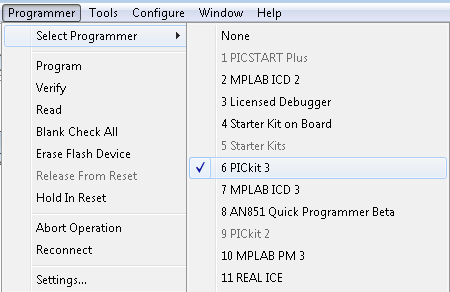 Programmer Tools Configure Window Help
Select Programmer
Program
Verify
Read
Blank Check All
Erase Flash Device
Release From Reset
Hold In Reset
Abort Operation
Reconnect
Settings...
None
1 PICSTART Plus
2 MPLAB ICD 2
3 Licensed Debugger
4 Starter Kit on Board
5 Starter Kits
6 PICkit 3
7 MPLAB ICD 3
8 AN851 Quick Programmer Beta
9 PICkit 2
10 MPLAB PM 3
11 REAL ICE